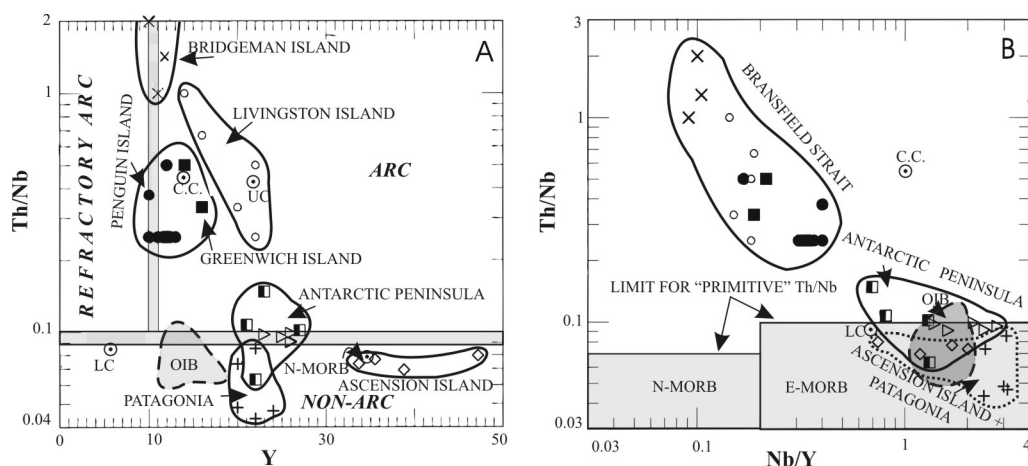 A
2
1
0.1
0.04
Th/Nb
0
10
20
30
50
Y
REFRACTORY ARC
BRIDGEMAN ISLAND
PENGUIN ISLAND
LIVINGSTON ISLAND
ARC
C.C.
UC
GREENWICH ISLAND
ANTARCTIC PENINSULA
LC
OIB
N-MORB
ASCENSION ISLAND
PATAGONIA
NON-ARC
B
3
1
0.1
0.03
Th/Nb
0.03
0.1
1
4
Nb/Y
BRANSFIELD STRAIT
C.C.
ANTARCTIC PENINSULA
LIMIT FOR “PRIMITIVE” Th/Nb
OIB
LC
N-MORB
E-MORB
ASCENSION ISLAND +
PATAGONIA